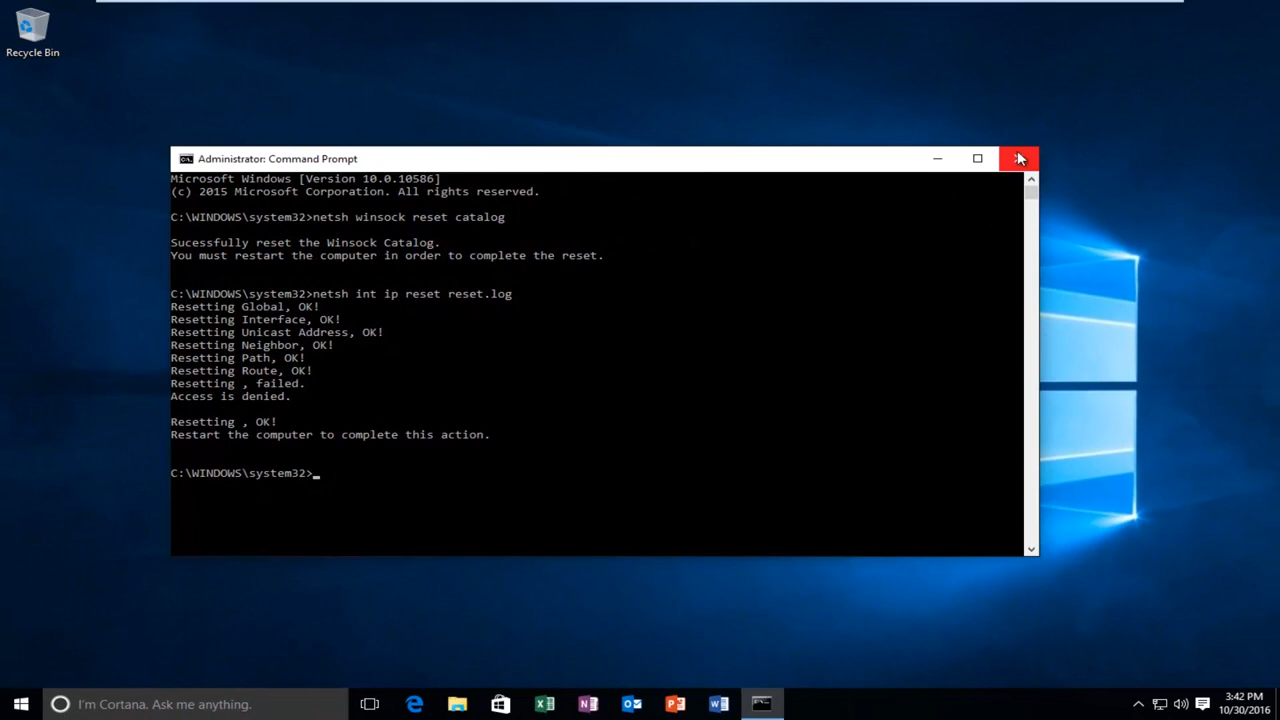 Recycle Bin
Administrator: Command Prompt
Microsoft Windows [Version 10.0.10586]
(c) 2015 Microsoft Corporation. All rights reserved.
C:\WINDOWS\system32>netsh winsock reset catalog
Sucessfully reset the Winsock Catalog.
You must restart the computer in order to complete the reset.
C:\WINDOWS\system32>netsh int ip reset reset.log
Resetting Global, OK!
Resetting Interface, OK!
Resetting Unicast Address, OK!
Resetting Neighbor, OK!
Resetting Path, OK!
Resetting Route, OK!
Resetting , failed.
Access is denied.
Resetting , OK!
Restart the computer to complete this action.
C:\WINDOWS\system32>
I'm Cortana. Ask me anything.
3:42 PM
10/30/2016